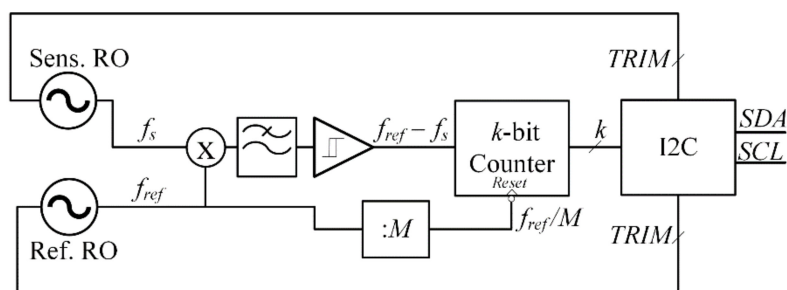 Sens. RO
TRIM
fs
X
fref − fs
k-bit
Counter
Reset
k
I2C
SDA
SCL
fref
:M
fref/M
TRIM
Ref. RO